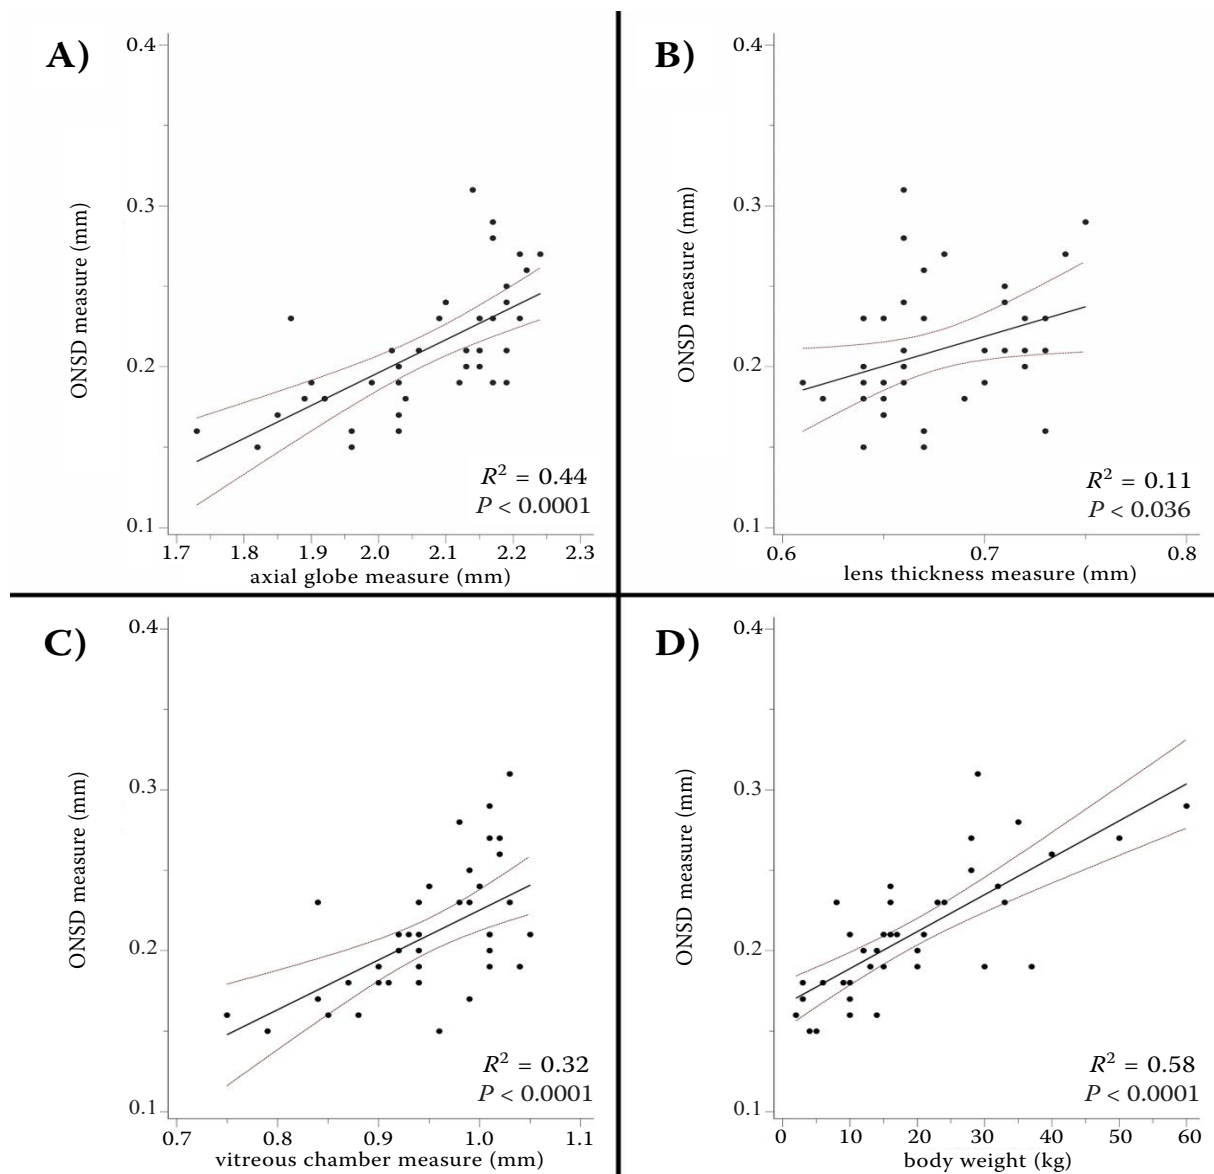 A)
0.4
0.3
0.2
0.1
ONSD measure (mm)
R² = 0.44
P < 0.0001
1.7 1.8 1.9 2.0 2.1 2.2 2.3
axial globe measure (mm)
B)
0.4
0.3
0.2
0.1
ONSD measure (mm)
R² = 0.11
P < 0.036
0.6 0.7 0.8
lens thickness measure (mm)
C)
0.4
0.3
0.2
0.1
ONSD measure (mm)
R² = 0.32
P < 0.0001
0.7 0.8 0.9 1.0 1.1
vitreous chamber measure (mm)
D)
0.4
0.3
0.2
0.1
ONSD measure (mm)
R² = 0.58
P < 0.0001
0 10 20 30 40 50 60
body weight (kg)